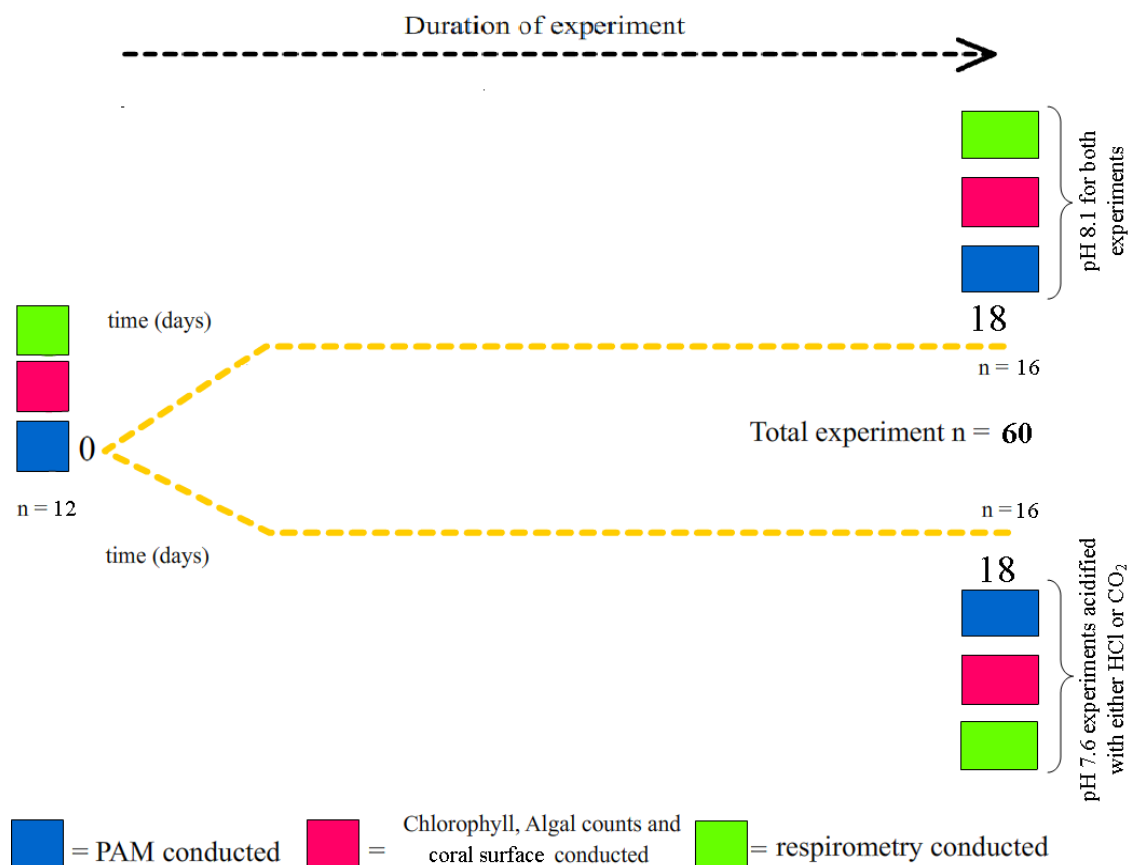 Duration of experiment
pH 8.1 for both
experiments
time (days)
18
n = 16
0
Total experiment n = 60
n = 12
n =16
time (days)
18
pH 7.6 experiments acidified
with either HCl or CO₂
= PAM conducted
= Chlorophyll, Algal counts and
coral surface conducted
= respirometry conducted